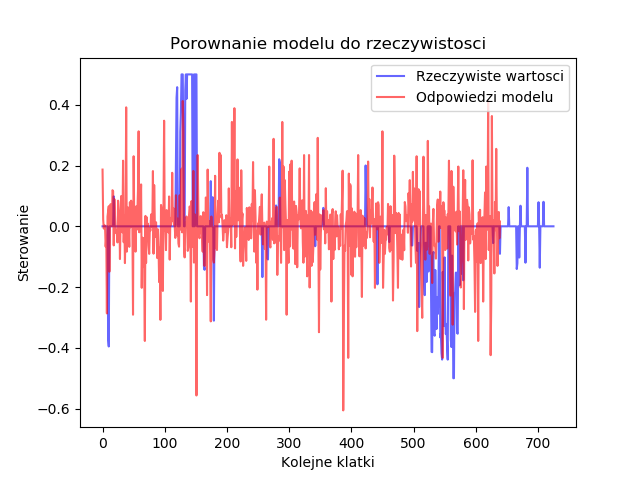 Porownanie modelu do rzeczywistosci
Rzeczywiste wartosci
Odpowiedzi modelu
0.4
0.2
0.0
−0.2
−0.4
−0.6
Sterowanie
0 100 200 300 400 500 600 700
Kolejne klatki